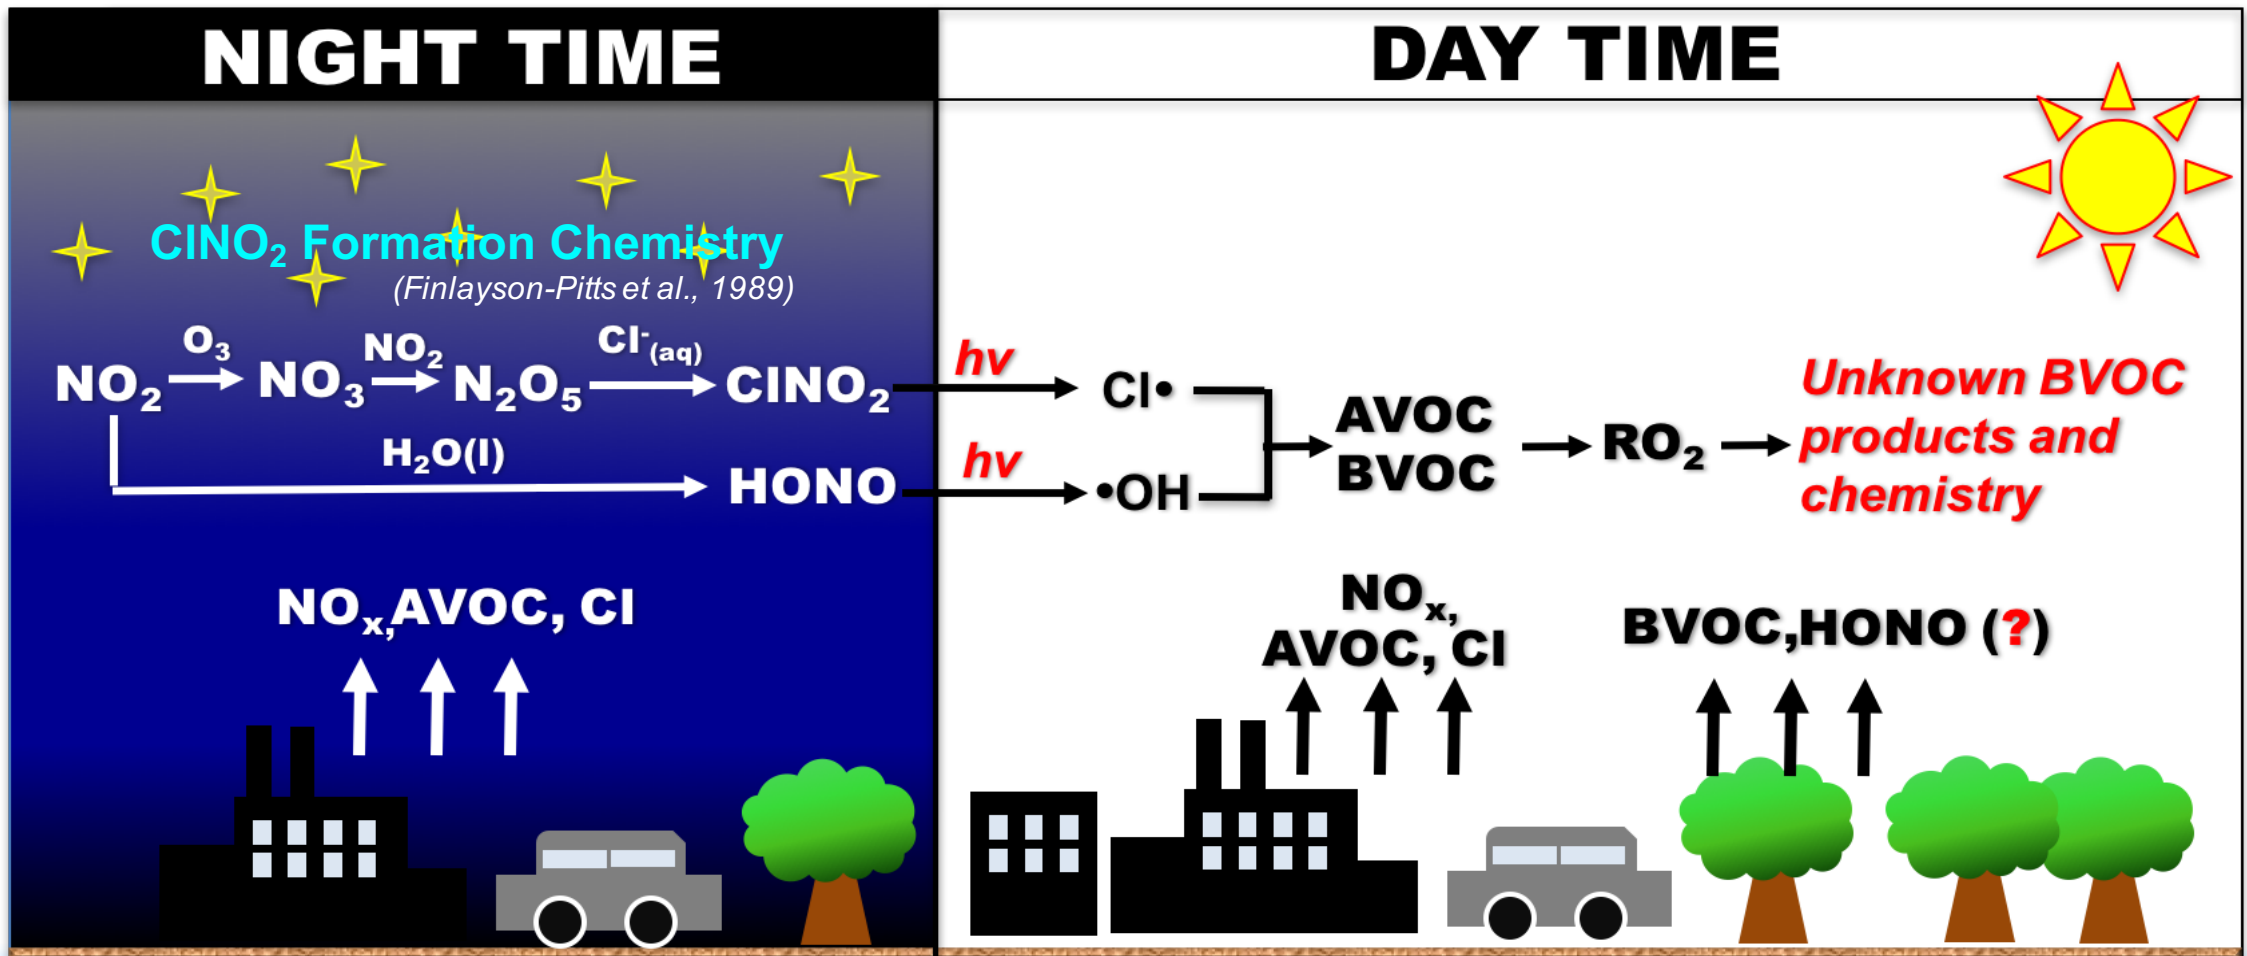 NIGHT TIME
DAY TIME
ClNO₂ Formation Chemistry
(Finlayson-Pitts et al., 1989)
O₃ NO₂ Cl⁻(aq)
NO₂ NO₃ N₂O₅ ClNO₂
H₂O(l)
HONO
hv
Cl•
hv
•OH
AVOC
BVOC
RO₂
Unknown BVOC
products and
chemistry
NOₓ,AVOC, Cl
NOₓ,
AVOC, Cl
BVOC,HONO (?)